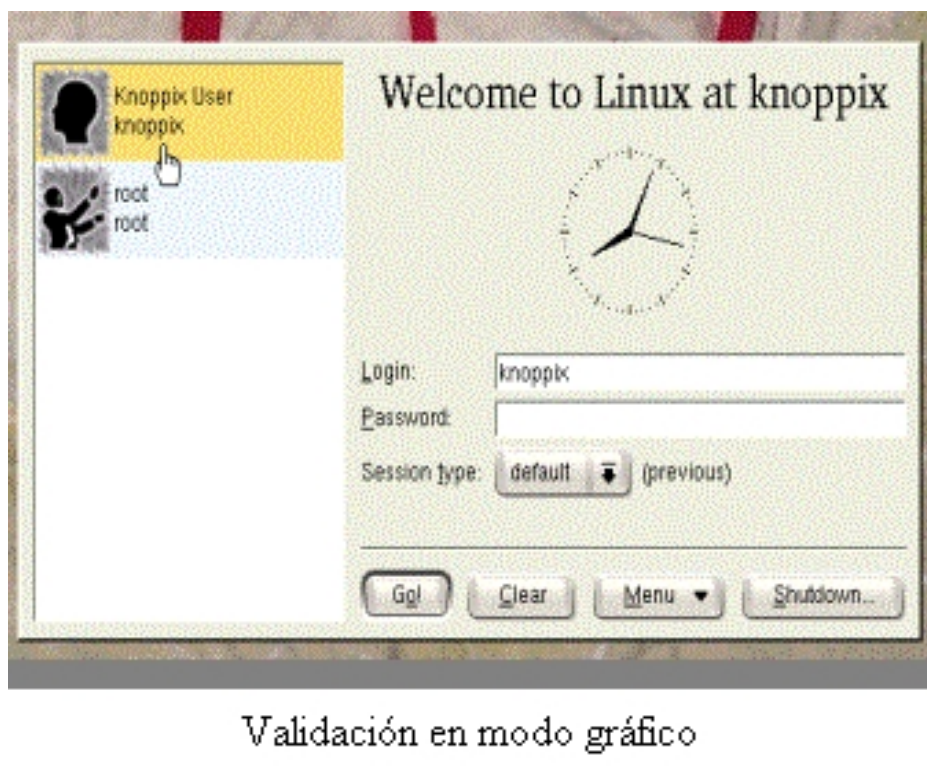 Knoppix User
knoppix
root
root
Welcome to Linux at knoppix
Login: knoppix
Password:
Session type: default (previous)
Go! Clear Menu Shutdown...
Validación en modo gráfico